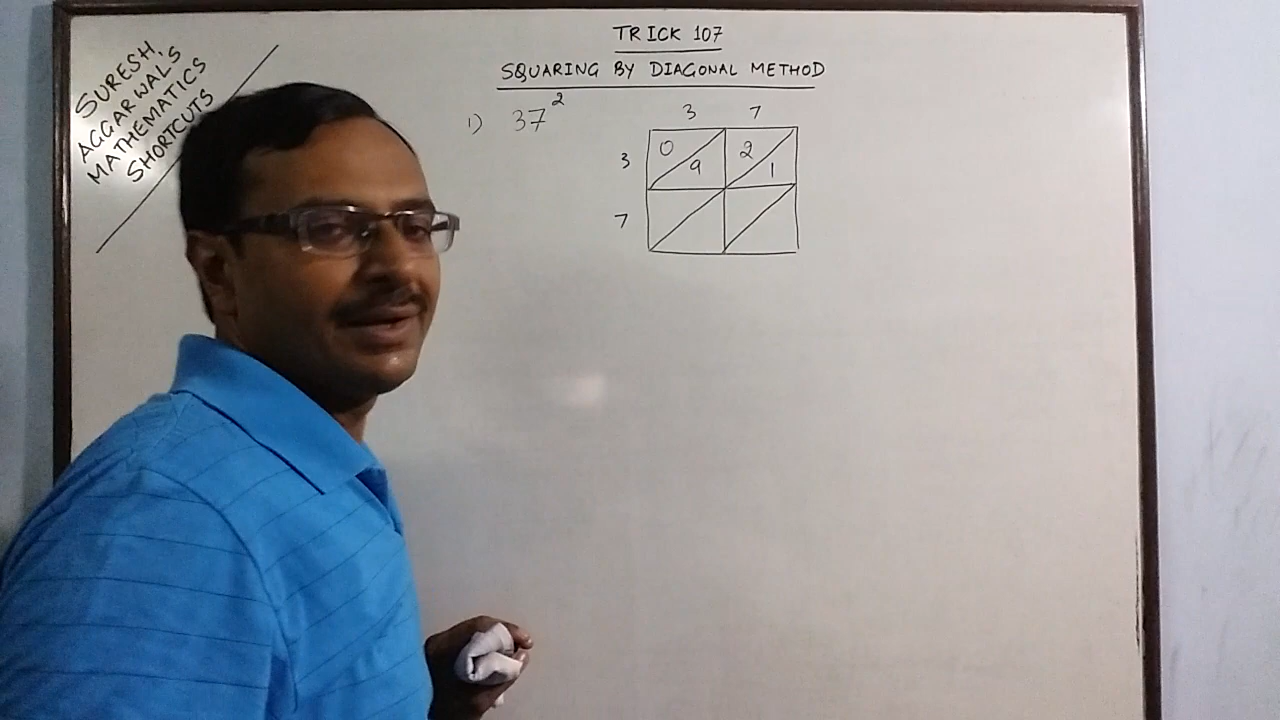 SURESH
AGGARWAL'S
MATHEMATICS
SHORTCUTS
TRICK 107
SQUARING BY DIAGONAL METHOD
1) 37²
3 7
3 0 9 2 1
7